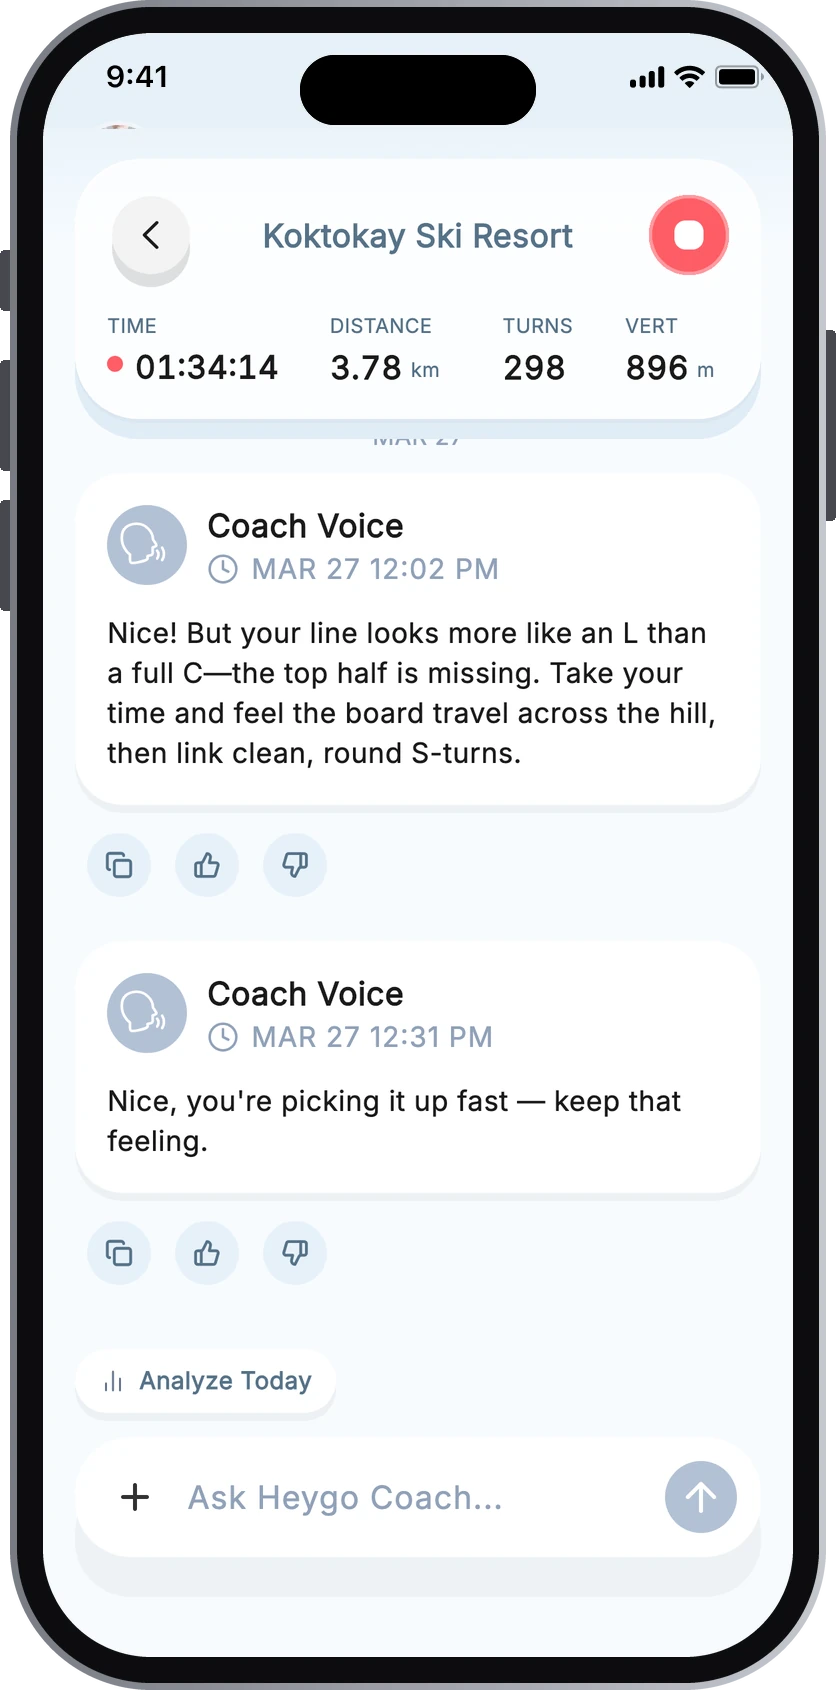 9:41
Koktokay Ski Resort
TIME DISTANCE TURNS VERT
01:34:14 3.78 km 298 896 m
MAR 27
Coach Voice
MAR 27 12:02 PM
Nice! But your line looks more like an L than
a full C—the top half is missing. Take your
time and feel the board travel across the hill,
then link clean, round S-turns.
Coach Voice
MAR 27 12:31 PM
Nice, you're picking it up fast — keep that
feeling.
Analyze Today
Ask Heygo Coach...